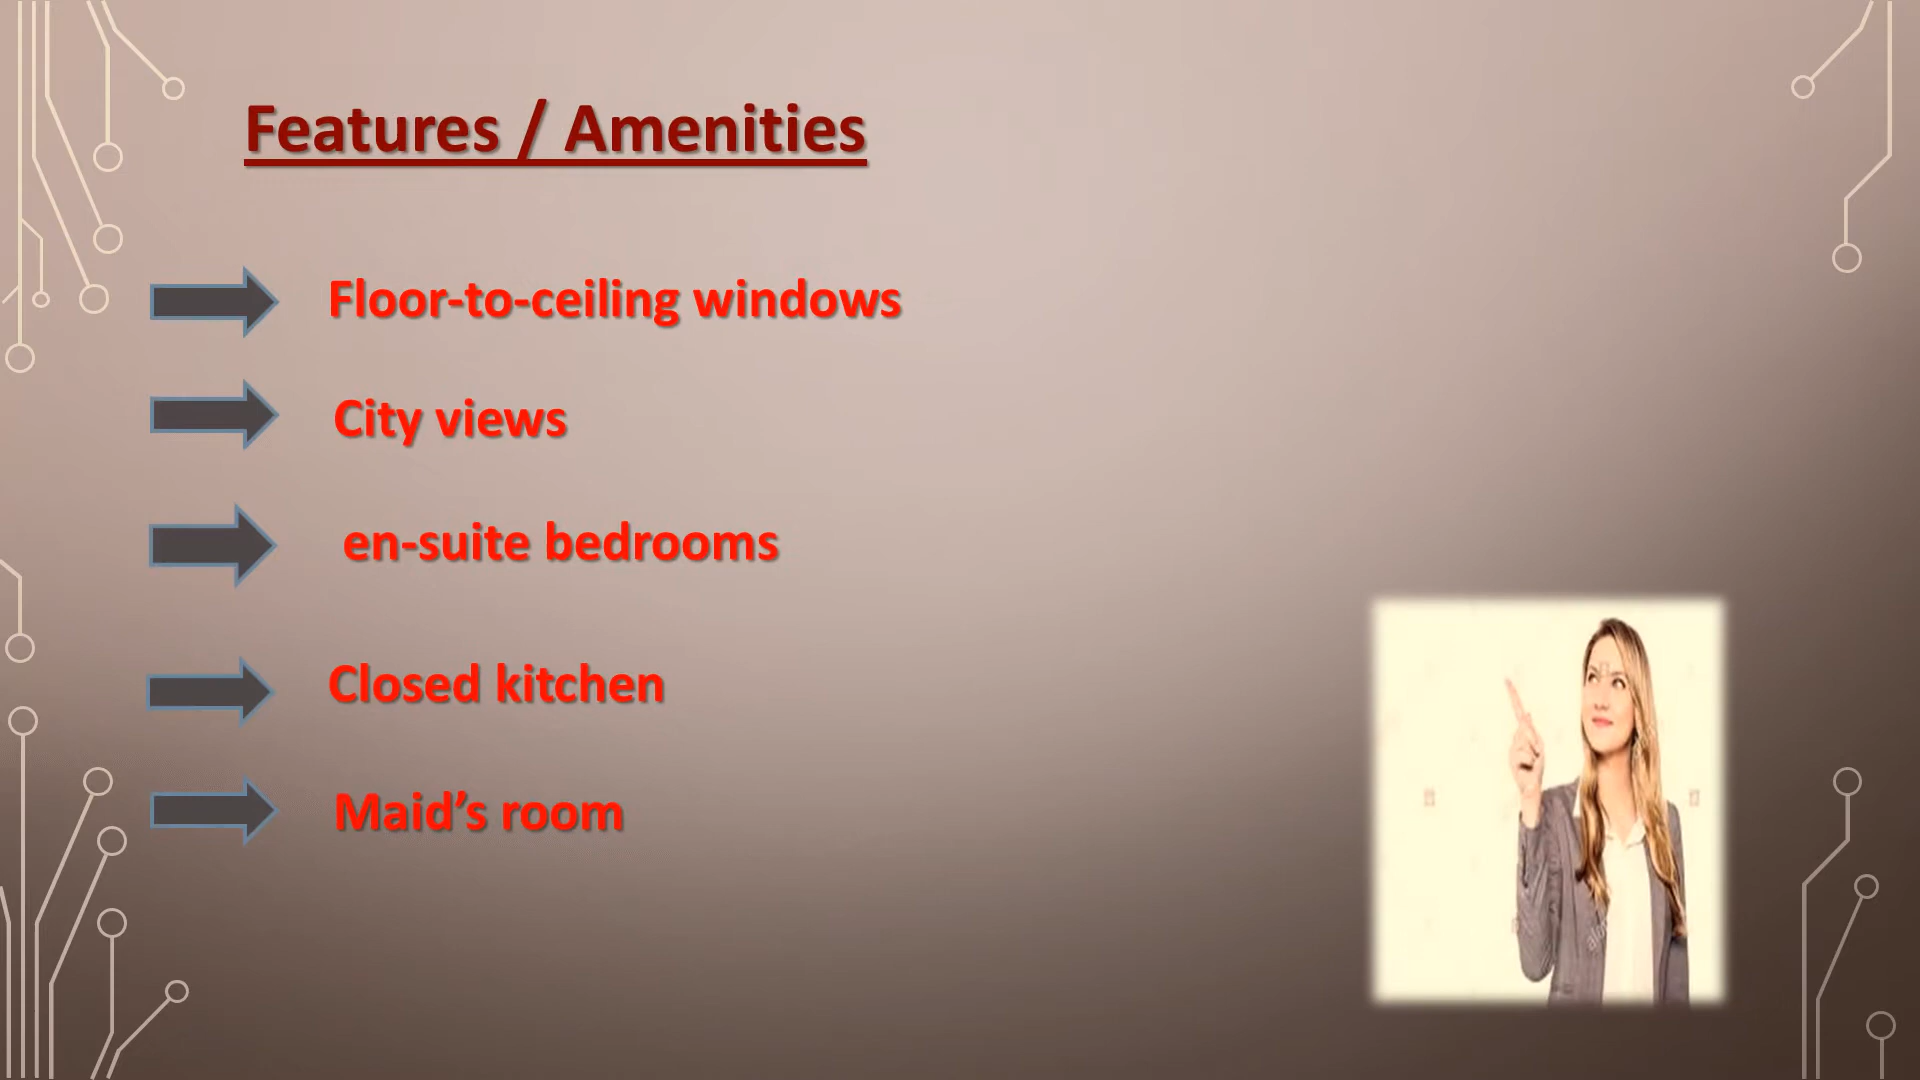 Features / Amenities
Floor-to-ceiling windows
City views
en-suite bedrooms
Closed kitchen
Maid’s room